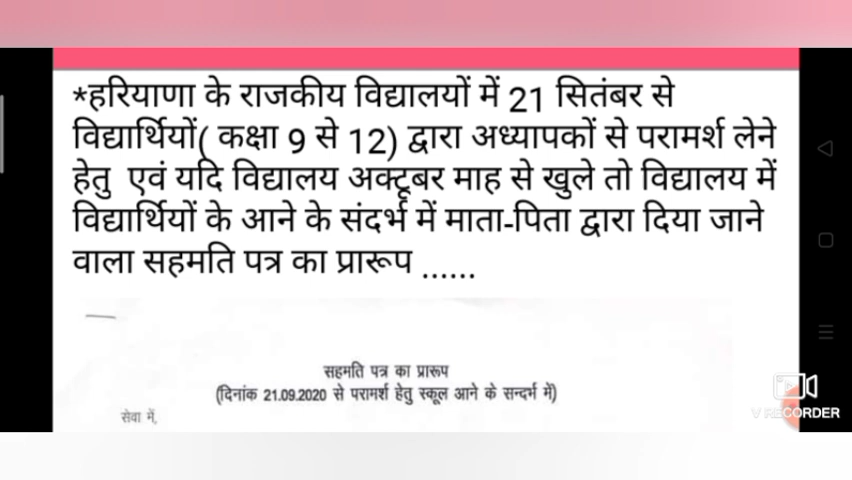 *हरियाणा के राजकीय विद्यालयों में 21 सितंबर से
विद्यार्थियों( कक्षा 9 से 12) द्वारा अध्यापकों से परामर्श लेने
हेतु एवं यदि विद्यालय अक्टूबर माह से खुले तो विद्यालय में
विद्यार्थियों के आने के संदर्भ में माता-पिता द्वारा दिया जाने
वाला सहमति पत्र का प्रारूप ......
सहमति पत्र का प्रारूप
(दिनांक 21.09.2020 से परामर्श हेतु स्कूल आने के सन्दर्भ में)
सेवा में,
V RECORDER